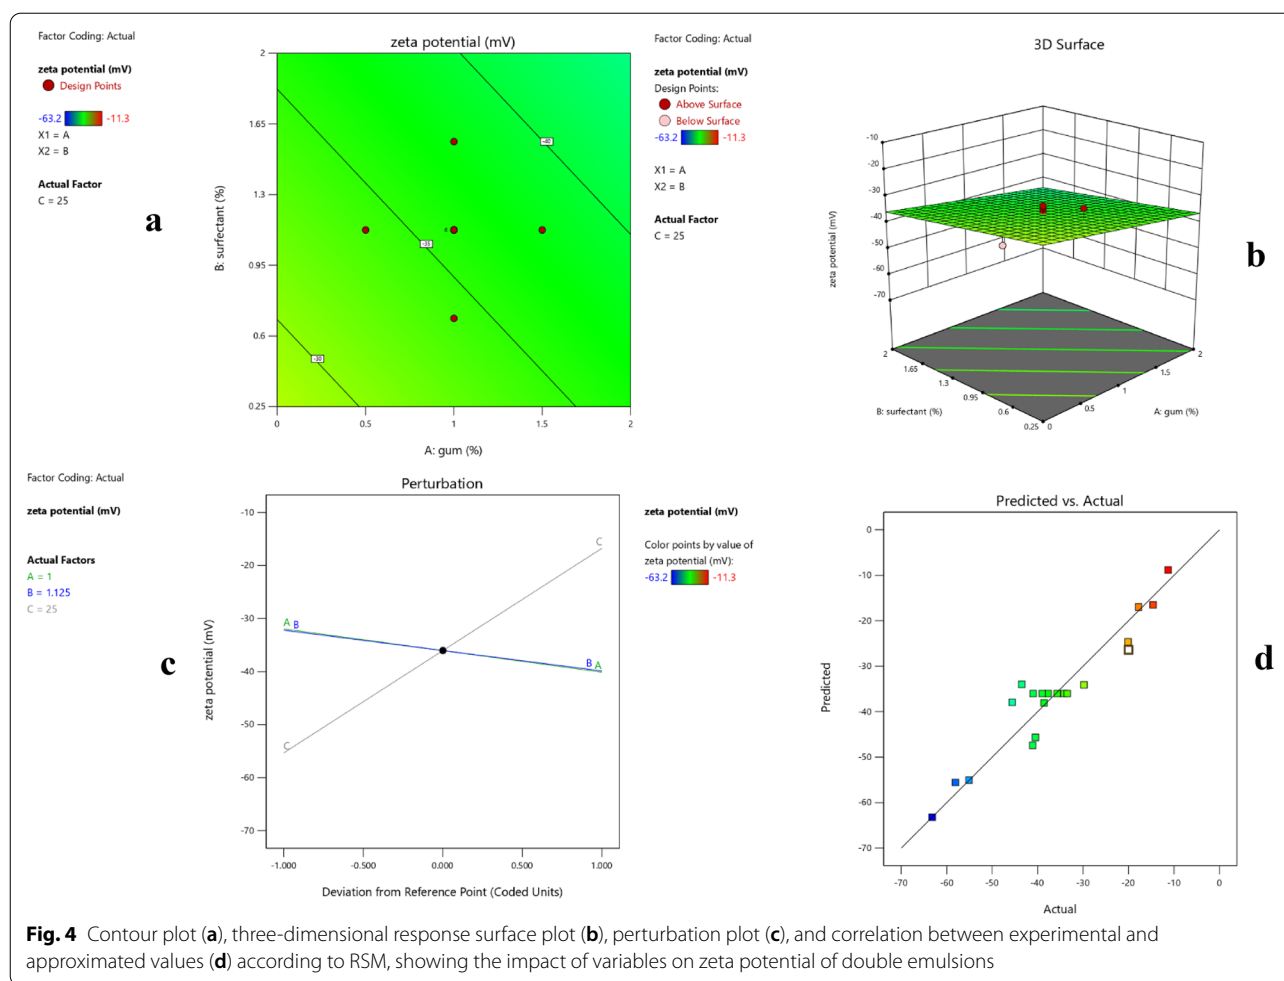 Factor Coding: Actual
zeta potential (mV)
Design Points
-63.2 -11.3
X1 = A
X2 = B
Actual Factor
C = 25
a
zeta potential (mV)
2
1.65
1.3
0.95
0.6
0.25
B: surfectant (%)
-40
-35
-30
6
0 0.5 1 1.5 2
A: gum (%)
Factor Coding: Actual
zeta potential (mV)
Design Points:
Above Surface
Below Surface
-63.2 -11.3
X1 = A
X2 = B
Actual Factor
C = 25
3D Surface
b
-10
-20
-30
-40
-50
-60
-70
zeta potential (mV)
2
1.65
1.3
0.95
0.6
0.25
B: surfectant (%)
0
0.5
1
1.5
2
A: gum (%)
Factor Coding: Actual
zeta potential (mV)
Actual Factors
A = 1
B = 1.125
C = 25
c
Perturbation
-10
-20
-30
-40
-50
-60
-70
zeta potential (mV)
A B
C
C
B A
-1.000 -0.500 0.000 0.500 1.000
Deviation from Reference Point (Coded Units)
zeta potential (mV)
Color points by value of
zeta potential (mV):
-63.2 -11.3
Predicted vs. Actual
d
0
-10
-20
-30
-40
-50
-60
-70
Predicted
-70 -60 -50 -40 -30 -20 -10 0
Actual
Fig. 4 Contour plot (a), three-dimensional response surface plot (b), perturbation plot (c), and correlation between experimental and
approximated values (d) according to RSM, showing the impact of variables on zeta potential of double emulsions